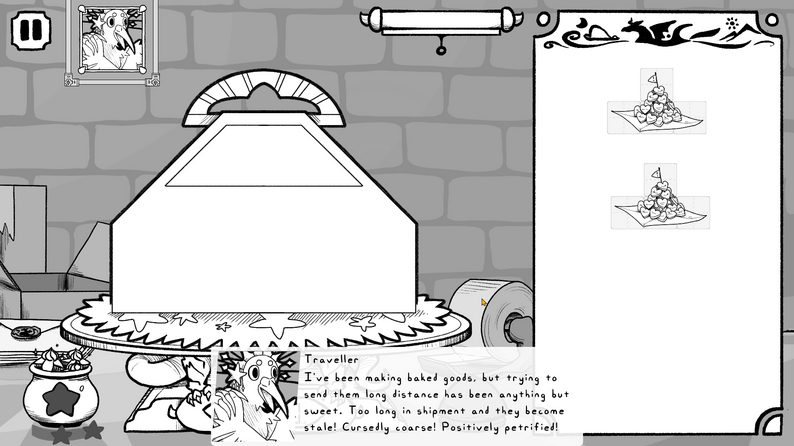 Traveller
I've been making baked goods, but trying to
send them long distance has been anything but
sweet. Too long in shipment and they become
stale! Cursedly coarse! Positively petrified!